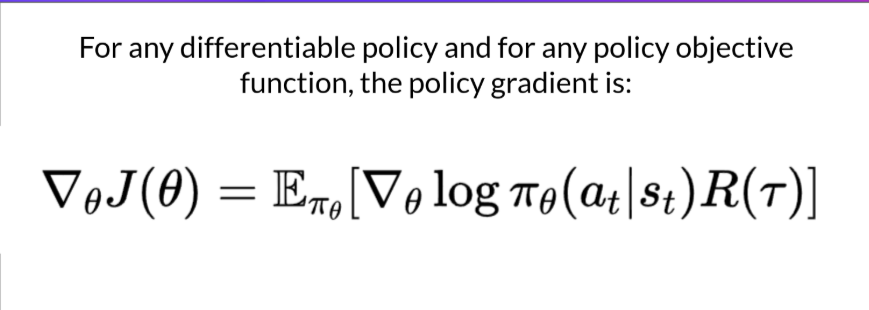 For any differentiable policy and for any policy objective
function, the policy gradient is:
∇θJ(θ) = 𝔼πθ[∇θ log πθ(at|st)R(τ)]